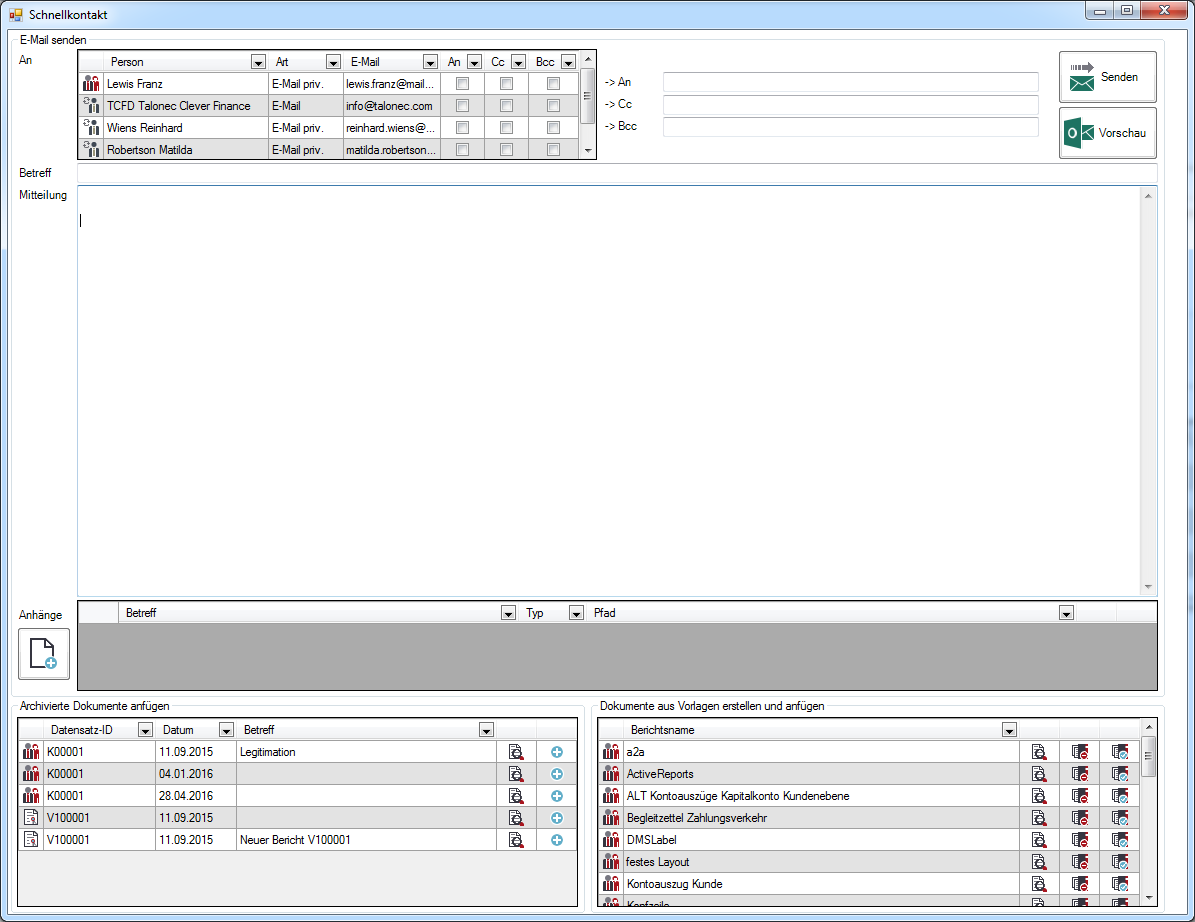 Schnellkontakt
E-Mail senden
An
Person Art E-Mail An Cc Bcc
Lewis Franz E-Mail priv. lewis.franz@mail...
TCFD Talonec Clever Finance E-Mail info@talonec.com
Wiens Reinhard E-Mail priv. reinhard.wiens@...
Robertson Matilda E-Mail priv. matilda.robertson...
-> An
-> Cc
-> Bcc
Senden
Vorschau
Betreff
Mitteilung
Anhänge
Betreff Typ Pfad
Archivierte Dokumente anfügen
Datensatz-ID Datum Betreff
K00001 11.09.2015 Legitimation
K00001 04.01.2016
K00001 28.04.2016
V100001 11.09.2015
V100001 11.09.2015 Neuer Bericht V100001
Dokumente aus Vorlagen erstellen und anfügen
Berichtsname
a2a
ActiveReports
ALT Kontoauszüge Kapitalkonto Kundenebene
Begleitzettel Zahlungsverkehr
DMSLabel
festes Layout
Kontoauszug Kunde
Kopfzeile